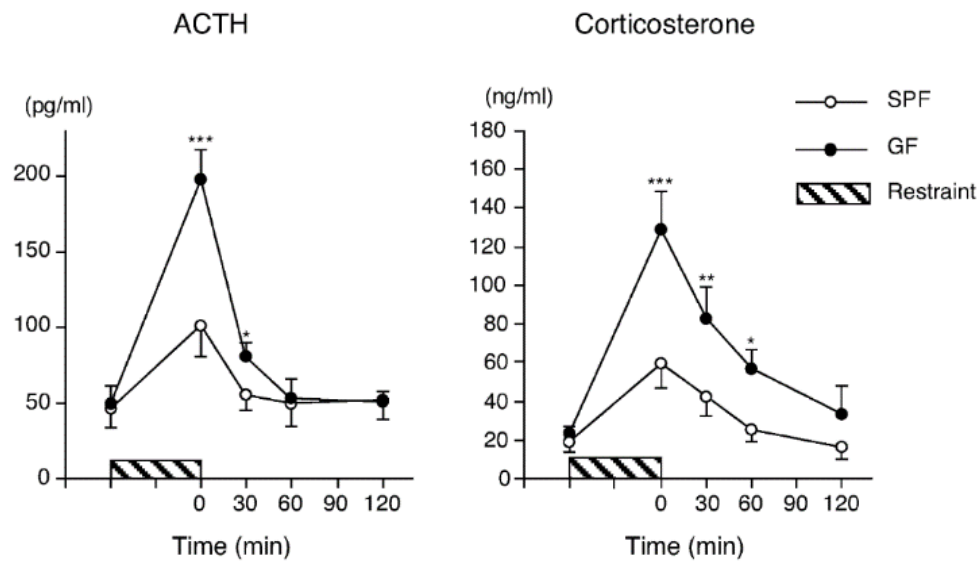 ACTH
Corticosterone
(pg/ml)
(ng/ml)
SPF
GF
Restraint
***
*
200
150
100
50
0
0 30 60 90 120
Time (min)
180
160
140
120
100
80
60
40
20
0
***
**
*
0 30 60 90 120
Time (min)